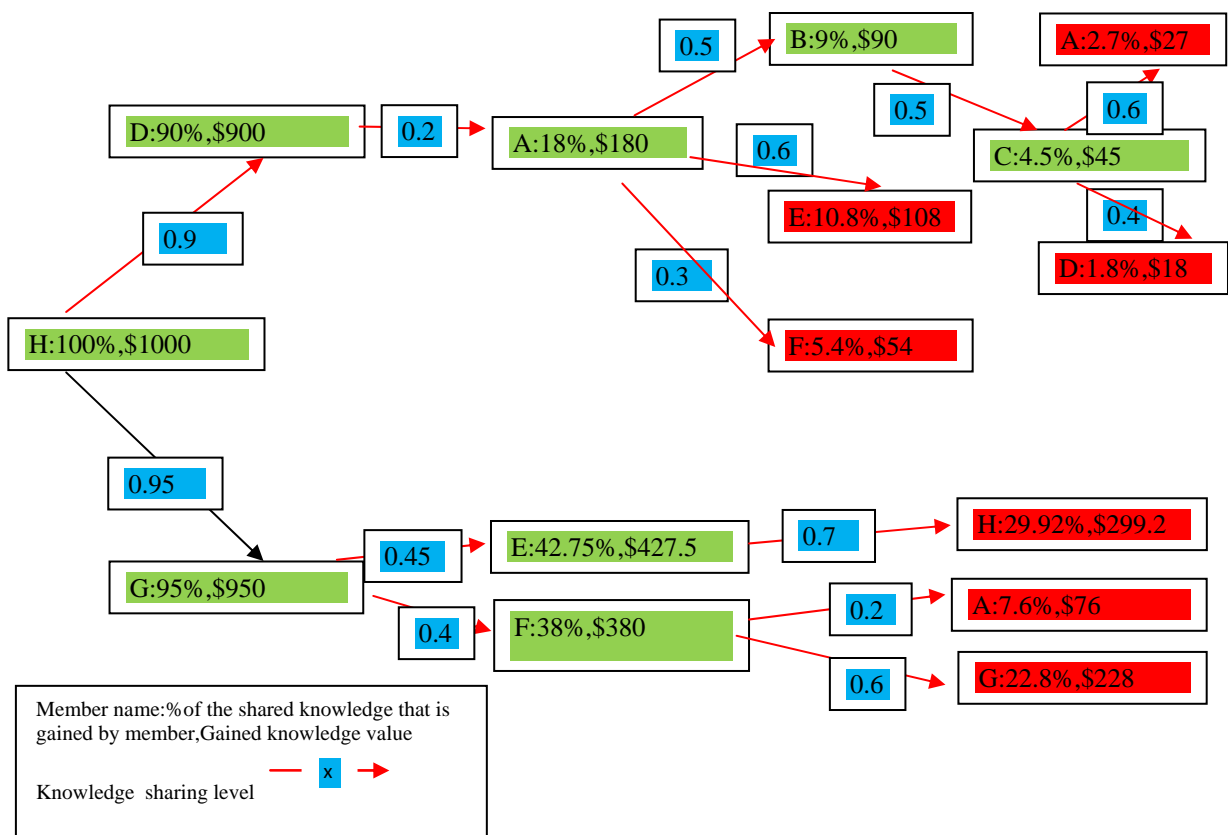 0.5
B:9%,$90
A:2.7%,$27
D:90%,$900
0.2
A:18%,$180
0.5
0.6
0.6
C:4.5%,$45
E:10.8%,$108
0.4
0.9
0.3
D:1.8%,$18
H:100%,$1000
F:5.4%,$54
0.95
0.45
E:42.75%,$427.5
0.7
H:29.92%,$299.2
G:95%,$950
0.4
F:38%,$380
0.2
A:7.6%,$76
0.6
G:22.8%,$228
Member name:%of the shared knowledge that is
gained by member,Gained knowledge value
x
Knowledge sharing level